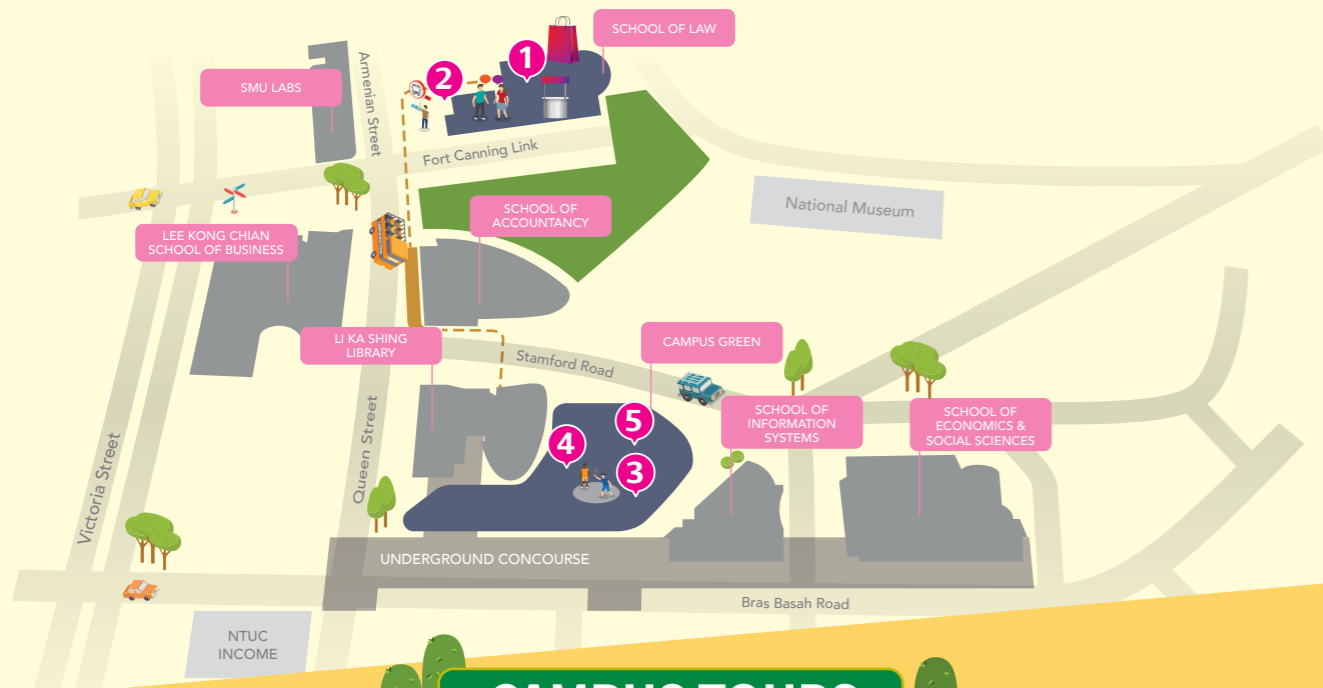 SCHOOL OF LAW
1
2
SMU LABS
Armenian Street
Fort Canning Link
National Museum
SCHOOL OF
ACCOUNTANCY
LEE KONG CHIAN
SCHOOL OF BUSINESS
LI KA SHING
LIBRARY
Stamford Road
CAMPUS GREEN
SCHOOL OF
INFORMATION
SYSTEMS
SCHOOL OF
ECONOMICS &
SOCIAL SCIENCES
5
4
3
Queen Street
Victoria Street
UNDERGROUND CONCOURSE
Bras Basah Road
NTUC
INCOME
CAMPUS TOURS